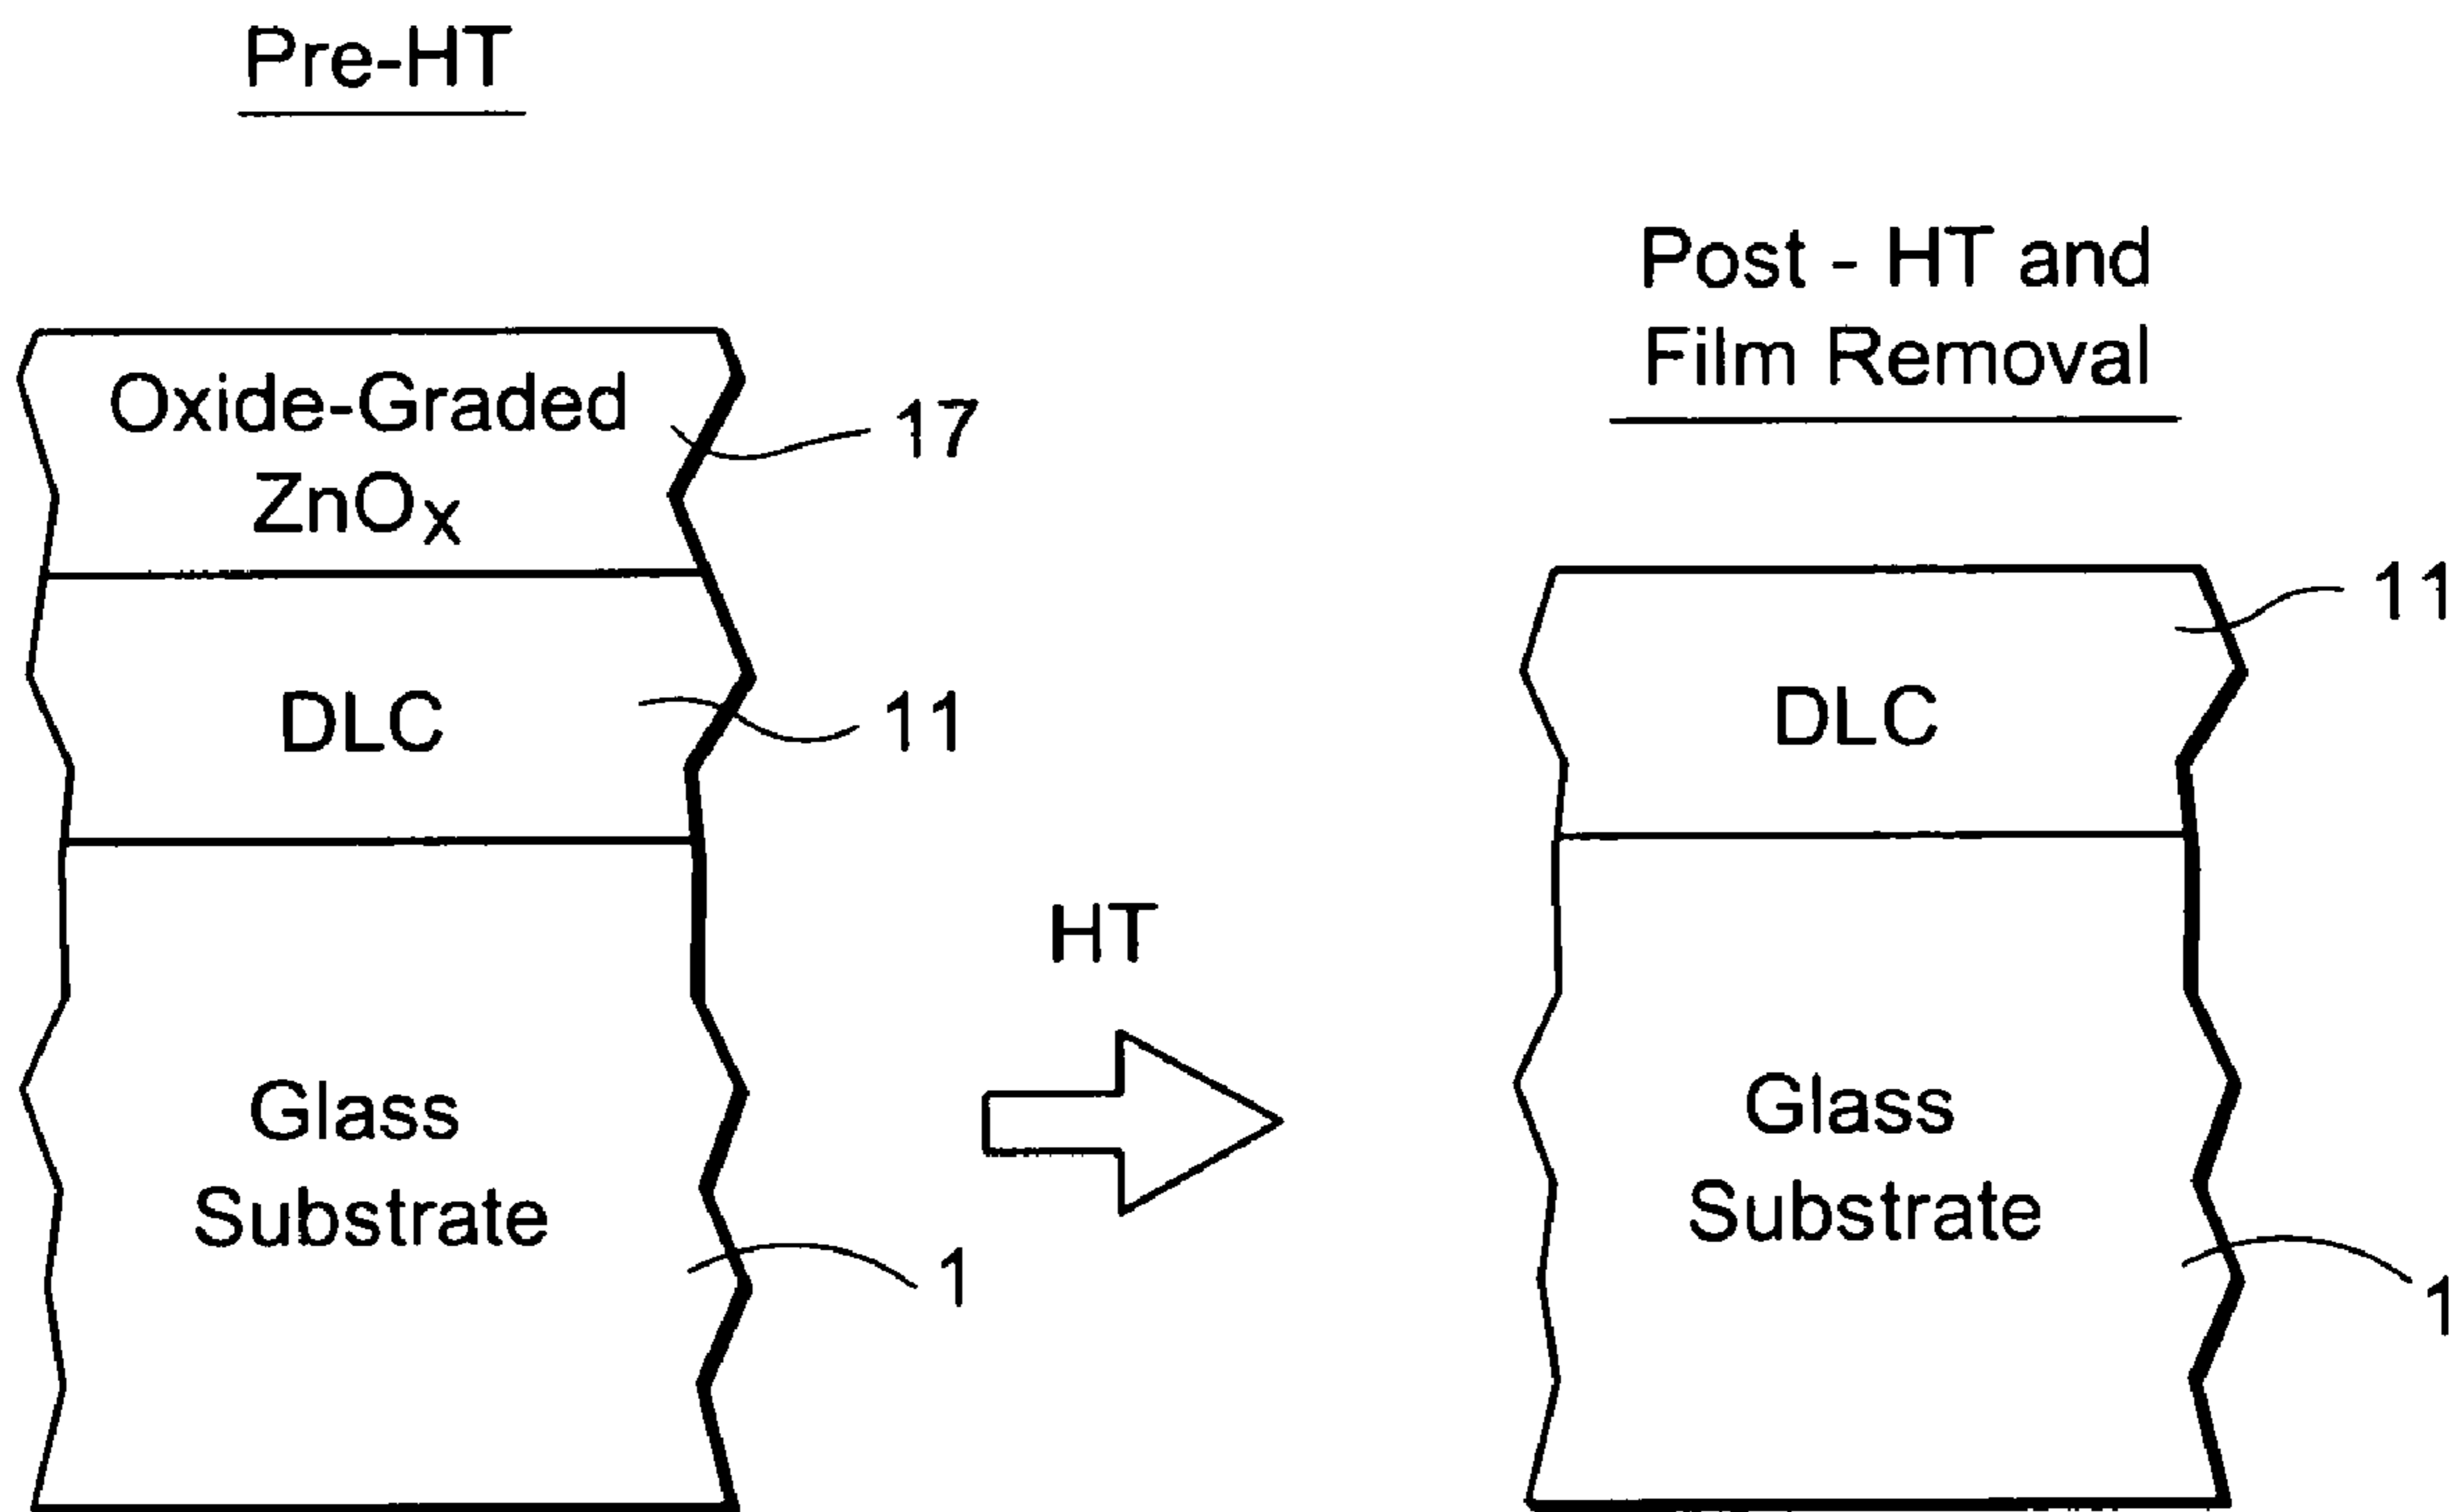 Pre-HT
Oxide-Graded
ZnOx
17
DLC
11
Glass
Substrate
1
HT
Post - HT and
Film Removal
11
DLC
Glass
Substrate
1